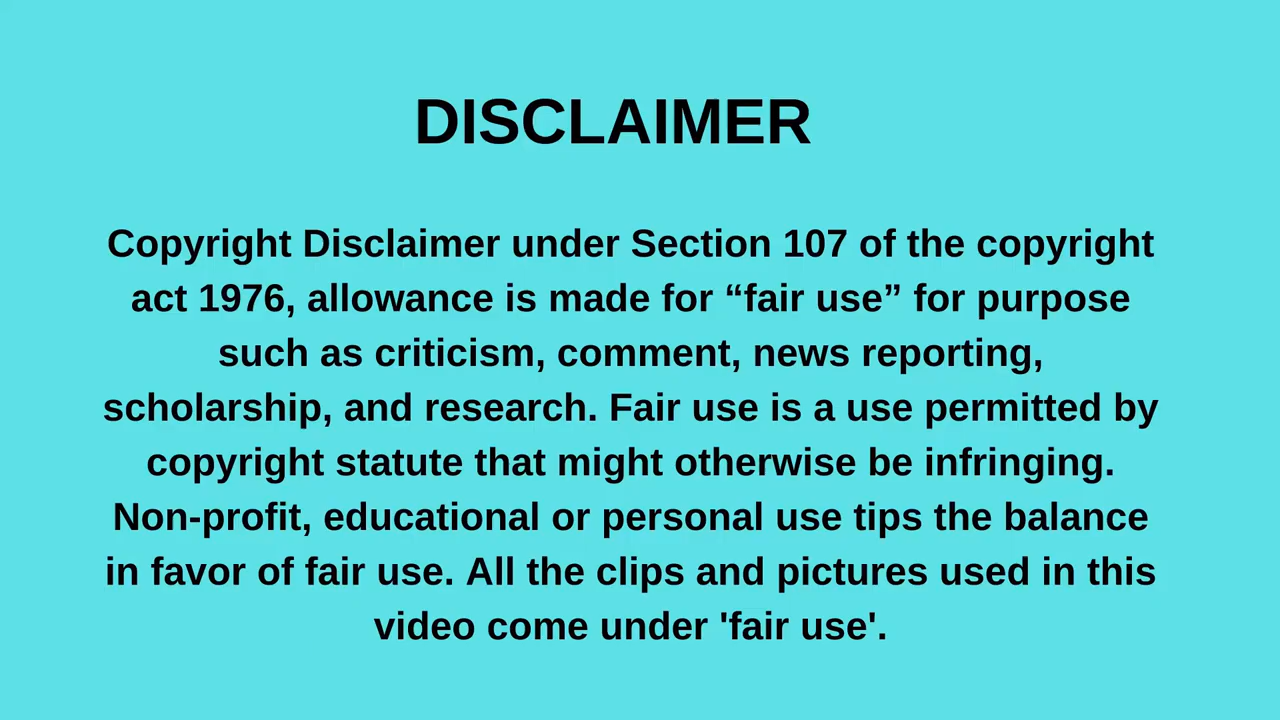 DISCLAIMER
Copyright Disclaimer under Section 107 of the copyright
act 1976, allowance is made for “fair use” for purpose
such as criticism, comment, news reporting,
scholarship, and research. Fair use is a use permitted by
copyright statute that might otherwise be infringing.
Non-profit, educational or personal use tips the balance
in favor of fair use. All the clips and pictures used in this
video come under 'fair use'.